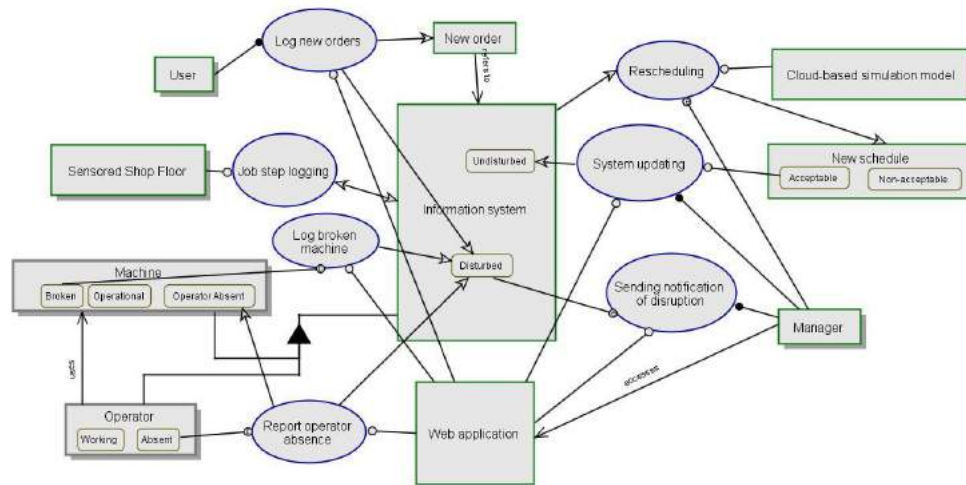 Log new orders
New order
User
refers to
Rescheduling
Cloud-based simulation model
Sensored Shop Floor
Job step logging
Undisturbed
System updating
New schedule
Acceptable
Non-acceptable
Information system
Log broken
machine
Disturbed
Machine
Broken
Operational
Operator Absent
Sending notification
of disruption
Manager
uses
accesses
Operator
Working
Absent
Report operator
absence
Web application